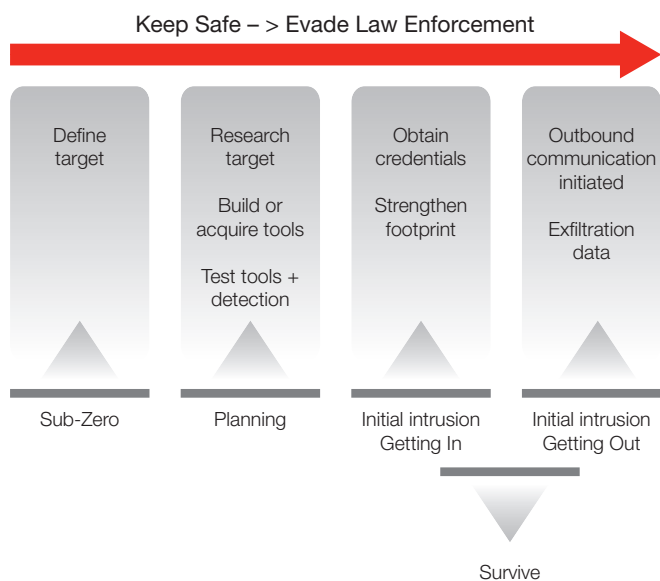 Keep Safe – > Evade Law Enforcement
Define
target
Research
target
Build or
acquire tools
Test tools +
detection
Obtain
credentials
Strengthen
footprint
Outbound
communication
initiated
Exfiltration
data
Sub-Zero
Planning
Initial intrusion
Getting In
Initial intrusion
Getting Out
Survive